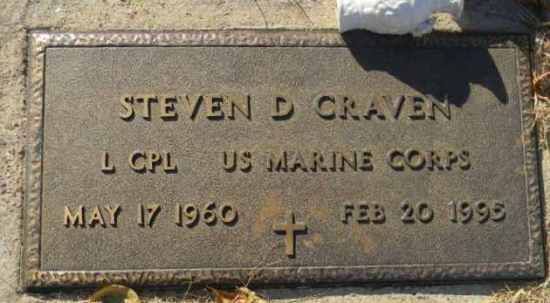 STEVEN D CRAVEN
L CPL US MARINE CORPS
MAY 17 1960 FEB 20 1995